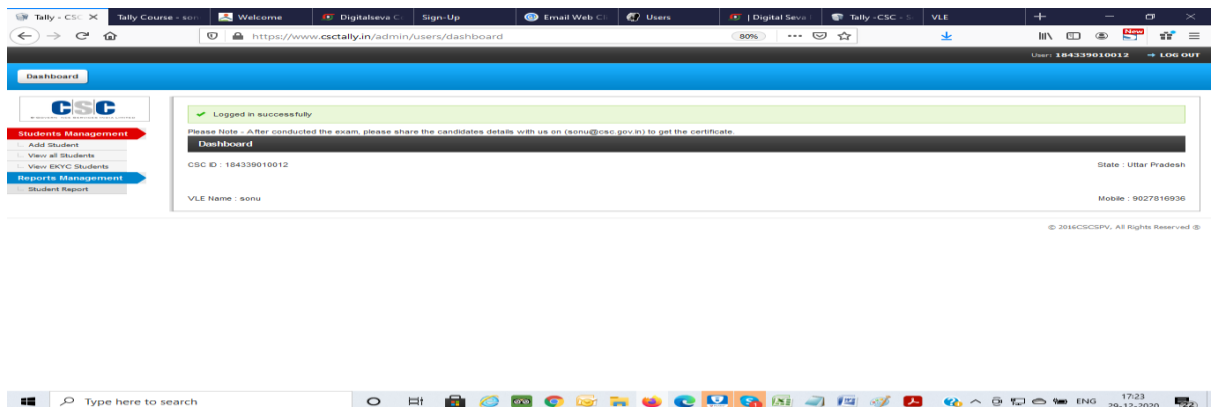 Tally - CSC Tally Course - son Welcome Digitalseva C Sign-Up Email Web Cli Users | Digital Seva Tally -CSC - S VLE
https://www.csctally.in/admin/users/dashboard 80% New
User: 184339010012 LOG OUT
Dashboard
CSC
Logged in successfully
Please Note - After conducted the exam, please share the candidates details with us on (sonu@csc.gov.in) to get the certificate.
Students Management
Add Student
View all Students
View EKYC Students
Reports Management
Student Report
Dashboard
CSC ID : 184339010012 State : Uttar Pradesh
VLE Name : sonu Mobile : 9027816936
© 2016CSCSPV, All Rights Reserved ®
Type here to search ENG 17:23
29-12-2020 22